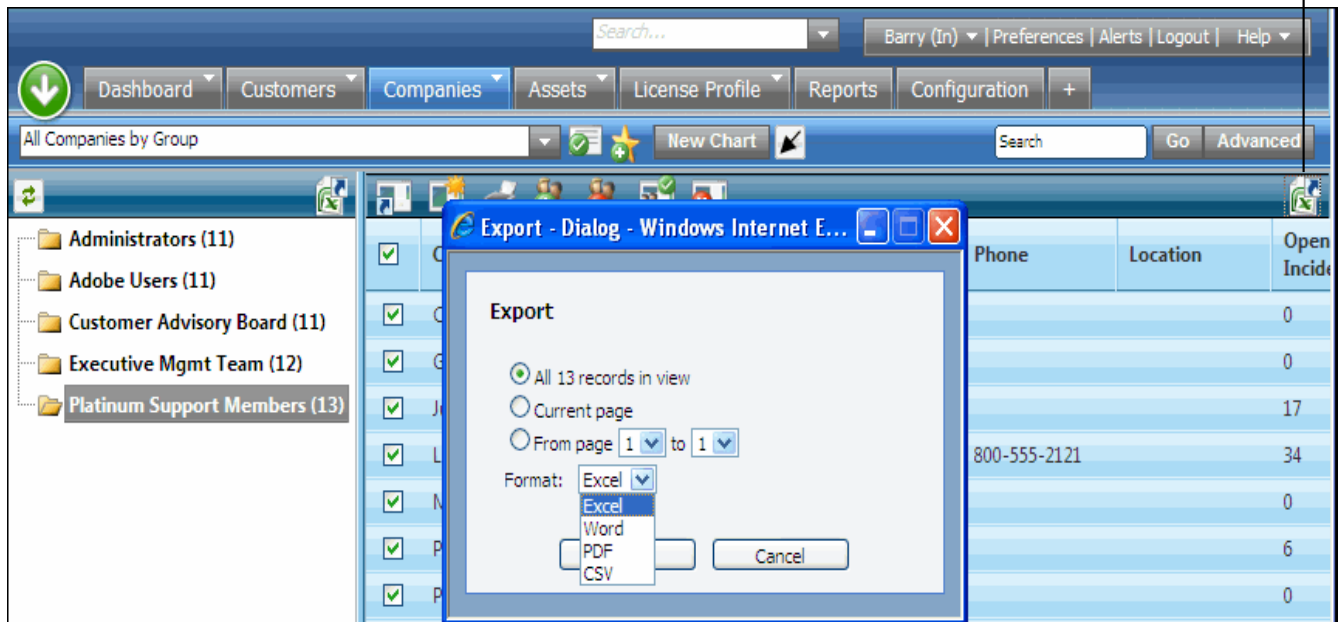 Search...
Barry (In) | Preferences | Alerts | Logout | Help
Dashboard Customers Companies Assets License Profile Reports Configuration +
All Companies by Group New Chart Search Go Advanced
Export - Dialog - Windows Internet E...
Administrators (11)
Adobe Users (11)
Customer Advisory Board (11)
Executive Mgmt Team (12)
Platinum Support Members (13)
Phone Location Open
Incide
Export
All 13 records in view
Current page
From page 1 to 1
Format: Excel
Excel
Word
PDF
CSV
Cancel
0
0
17
800-555-2121 34
0
6
0